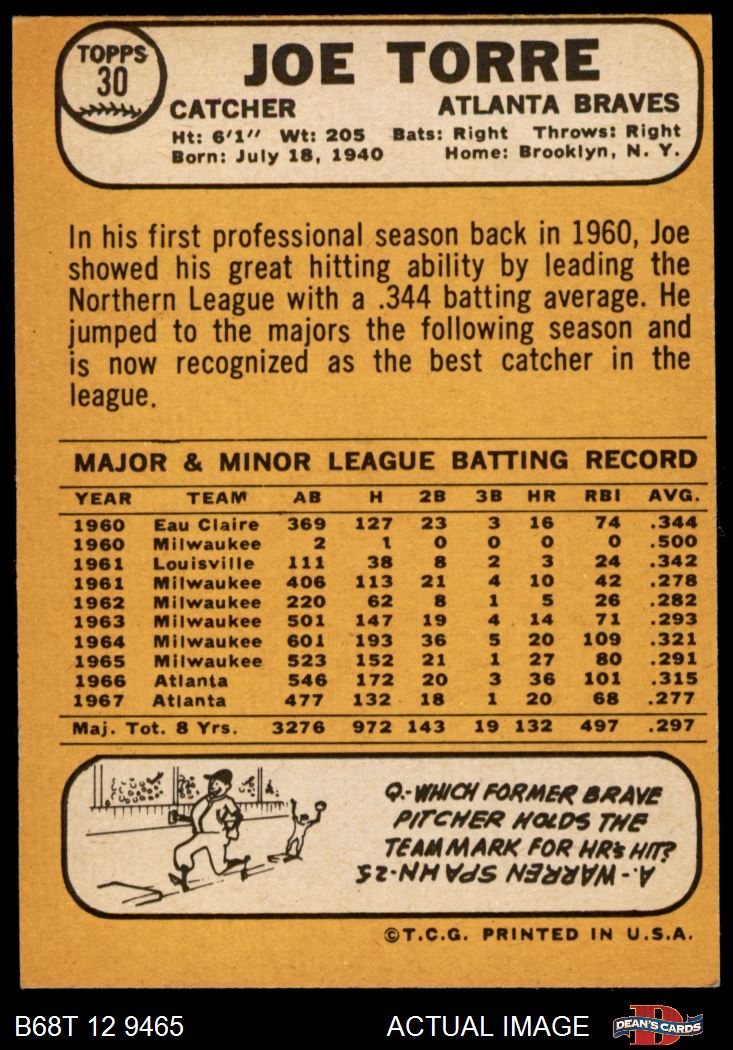 TOPPS
30
JOE TORRE
CATCHER ATLANTA BRAVES
Ht: 6'1" Wt: 205 Bats: Right Throws: Right
Born: July 18, 1940 Home: Brooklyn, N. Y.
In his first professional season back in 1960, Joe
showed his great hitting ability by leading the
Northern League with a .344 batting average. He
jumped to the majors the following season and
is now recognized as the best catcher in the
league.
MAJOR & MINOR LEAGUE BATTING RECORD
YEAR TEAM AB H 2B 3B HR RBI AVG.
1960 Eau Claire 369 127 23 3 16 74 .344
1960 Milwaukee 2 1 0 0 0 0 .500
1961 Louisville 111 38 8 2 3 24 .342
1961 Milwaukee 406 113 21 4 10 42 .278
1962 Milwaukee 220 62 8 1 5 26 .282
1963 Milwaukee 501 147 19 4 14 71 .293
1964 Milwaukee 601 193 36 5 20 109 .321
1965 Milwaukee 523 152 21 1 27 80 .291
1966 Atlanta 546 172 20 3 36 101 .315
1967 Atlanta 477 132 18 1 20 68 .277
Maj. Tot. 8 Yrs. 3276 972 143 19 132 497 .297
Q.-WHICH FORMER BRAVE
PITCHER HOLDS THE
TEAM MARK FOR HR's HIT?
A.-WARREN SPAHN-25
©T.C.G. PRINTED IN U.S.A.
B68T 12 9465 ACTUAL IMAGE DEAN'S CARDS